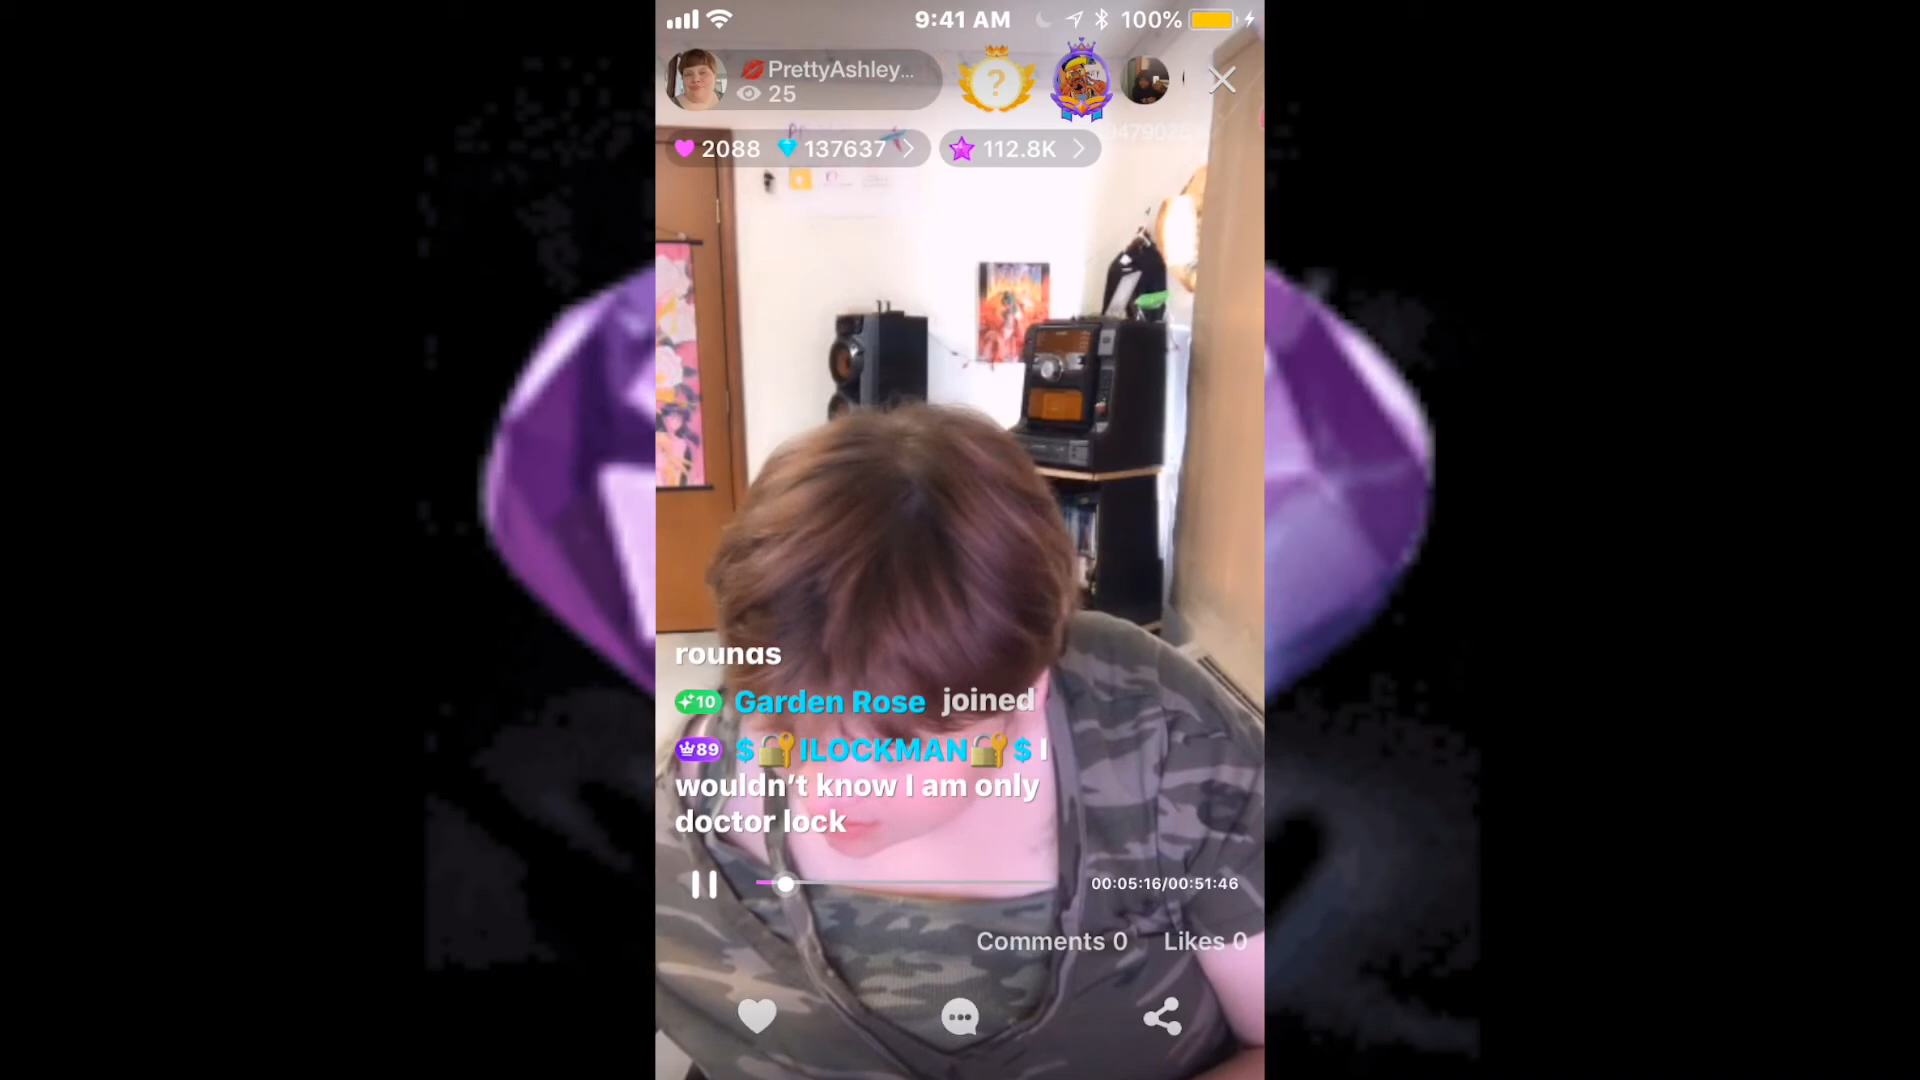 9:41 AM 100%
PrettyAshley...
25
?
2088 137637 112.8K
rounds
10 Garden Rose joined
89 $🔐ILOCKMAN🔐$ I
wouldn't know I am only
doctor lock
00:05:16/00:51:46
Comments 0 Likes 0